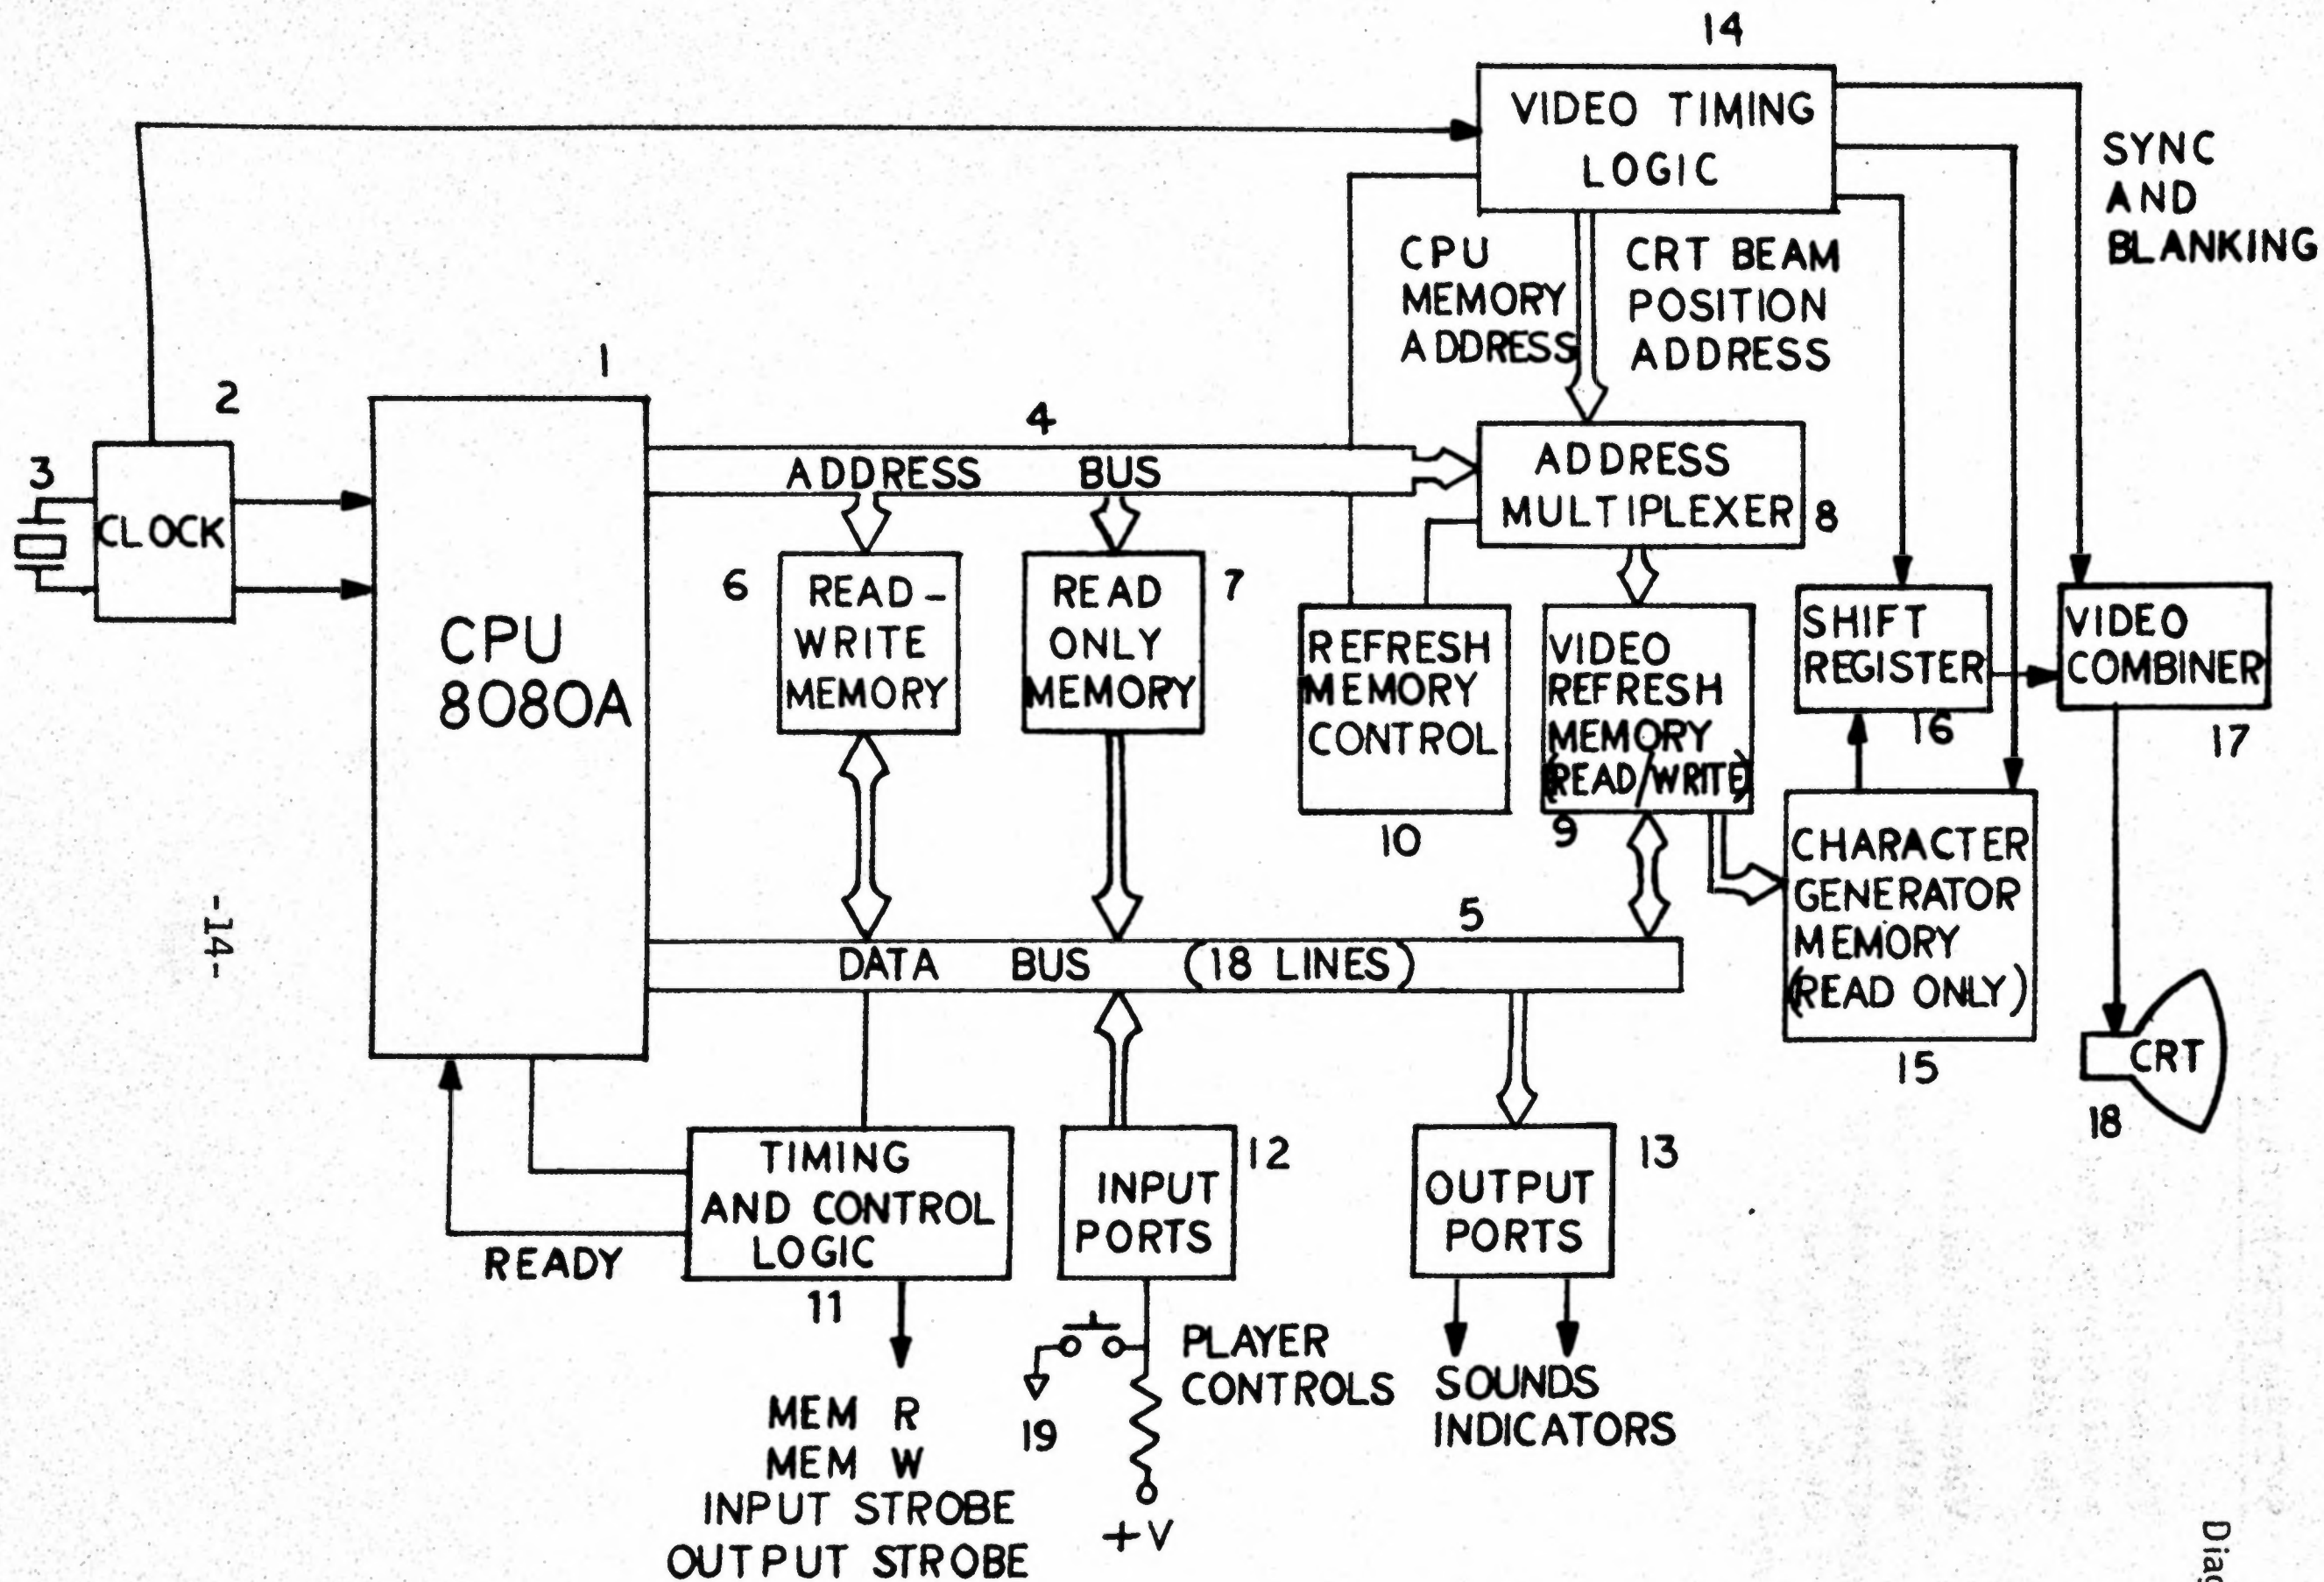 14
VIDEO TIMING
LOGIC
SYNC
AND
BLANKING
CPU
MEMORY
ADDRESS
CRT BEAM
POSITION
ADDRESS
1
2
3
CLOCK
CPU
8080A
4
ADDRESS BUS
ADDRESS
MULTIPLEXER
8
6
READ-
WRITE
MEMORY
READ
ONLY
MEMORY
7
REFRESH
MEMORY
CONTROL
10
VIDEO
REFRESH
MEMORY
(READ/WRITE)
9
SHIFT
REGISTER
16
VIDEO
COMBINER
17
CHARACTER
GENERATOR
MEMORY
(READ ONLY)
15
5
DATA BUS (18 LINES)
CRT
18
-14-
TIMING
AND CONTROL
LOGIC
11
READY
INPUT
PORTS
12
OUTPUT
PORTS
13
PLAYER
CONTROLS
19
+V
SOUNDS
INDICATORS
MEM R
MEM W
INPUT STROBE
OUTPUT STROBE